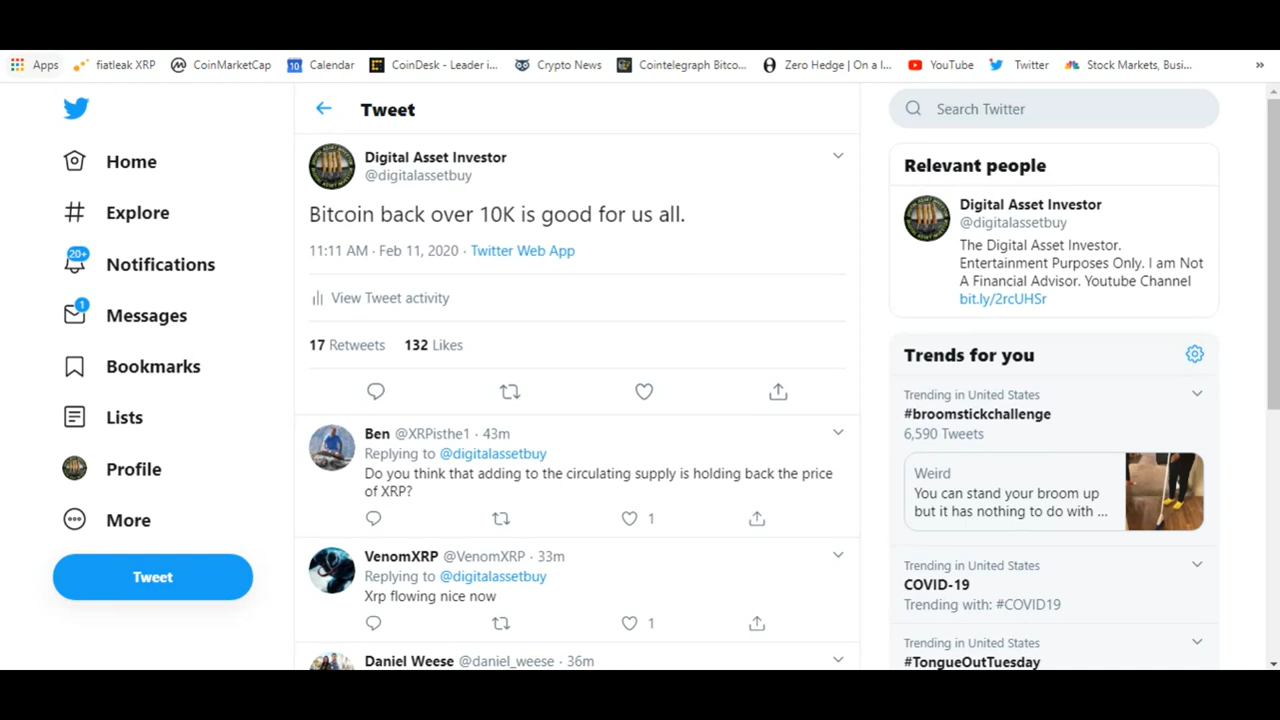 Apps fiatleak XRP CoinMarketCap Calendar CoinDesk - Leader i... Crypto News Cointelegraph Bitco... Zero Hedge | On a l... YouTube Twitter Stock Markets, Busi... »
10
Home
Explore
20+
Notifications
1
Messages
Bookmarks
Lists
Profile
More
Tweet
Tweet
Digital Asset Investor
@digitalassetbuy
Bitcoin back over 10K is good for us all.
11:11 AM · Feb 11, 2020 · Twitter Web App
View Tweet activity
17 Retweets 132 Likes
Ben @XRPisthe1 · 43m
Replying to @digitalassetbuy
Do you think that adding to the circulating supply is holding back the price
of XRP?
1
VenomXRP @VenomXRP · 33m
Replying to @digitalassetbuy
Xrp flowing nice now
1
Daniel Weese @daniel_weese · 36m
Search Twitter
Relevant people
Digital Asset Investor
@digitalassetbuy
The Digital Asset Investor.
Entertainment Purposes Only. I am Not
A Financial Advisor. Youtube Channel
bit.ly/2rcUHSr
Trends for you
Trending in United States
#broomstickchallenge
6,590 Tweets
Weird
You can stand your broom up
but it has nothing to do with ...
Trending in United States
COVID-19
Trending with: #COVID19
Trending in United States
#TongueOutTuesday